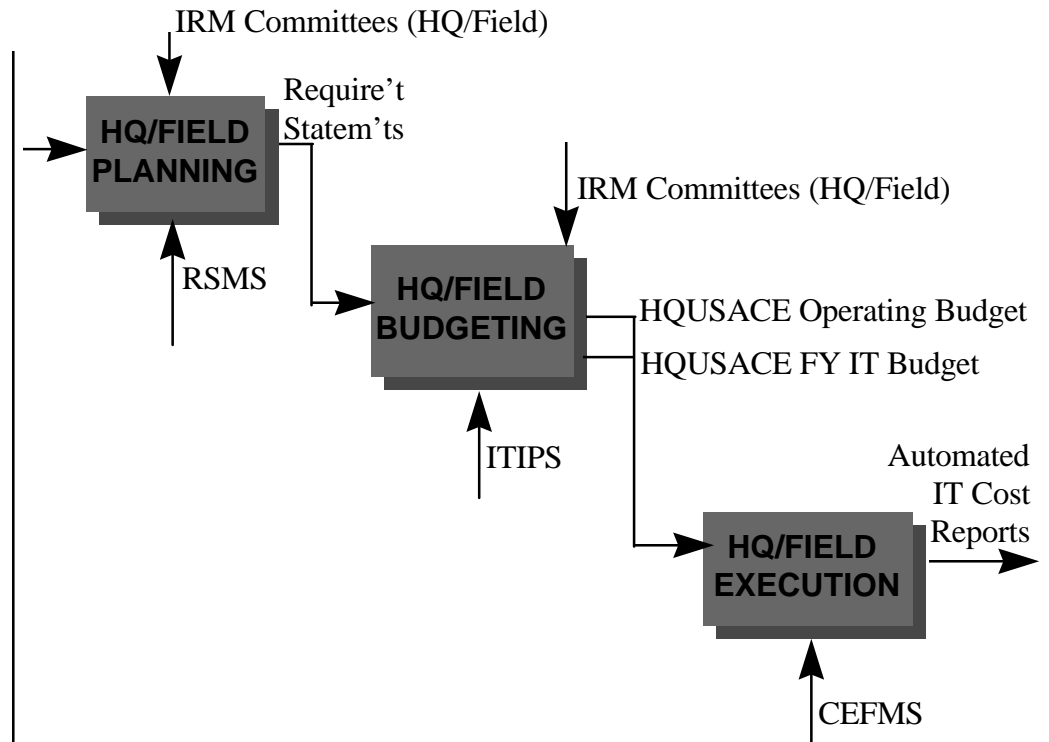 IRM Committees (HQ/Field)
Require’t
Statem’ts
HQ/FIELD
PLANNING
RSMS
IRM Committees (HQ/Field)
HQ/FIELD
BUDGETING
HQUSACE Operating Budget
HQUSACE FY IT Budget
ITIPS
Automated
IT Cost
Reports
HQ/FIELD
EXECUTION
CEFMS